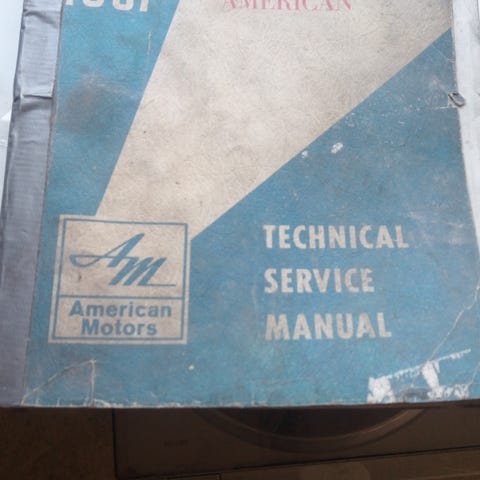 AMERICAN
AM
American
Motors
TECHNICAL
SERVICE
MANUAL